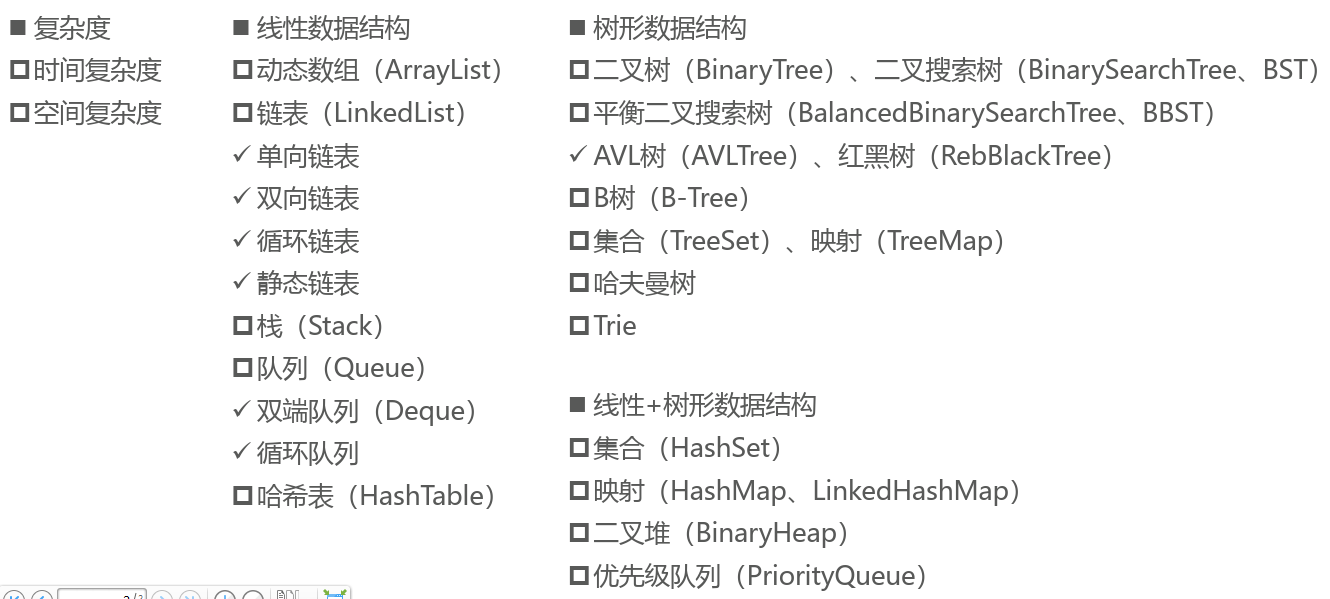 ■ 复杂度
时间复杂度
空间复杂度
■ 线性数据结构
动态数组（ArrayList）
链表（LinkedList）
✓ 单向链表
✓ 双向链表
✓ 循环链表
✓ 静态链表
栈（Stack）
队列（Queue）
✓ 双端队列（Deque）
✓ 循环队列
哈希表（HashTable）
■ 树形数据结构
二叉树（BinaryTree）、二叉搜索树（BinarySearchTree、BST）
平衡二叉搜索树（BalancedBinarySearchTree、BBST）
✓ AVL树（AVLTree）、红黑树（RebBlackTree）
B树（B-Tree）
集合（TreeSet）、映射（TreeMap）
哈夫曼树
Trie
■ 线性+树形数据结构
集合（HashSet）
映射（HashMap、LinkedHashMap）
二叉堆（BinaryHeap）
优先级队列（PriorityQueue）